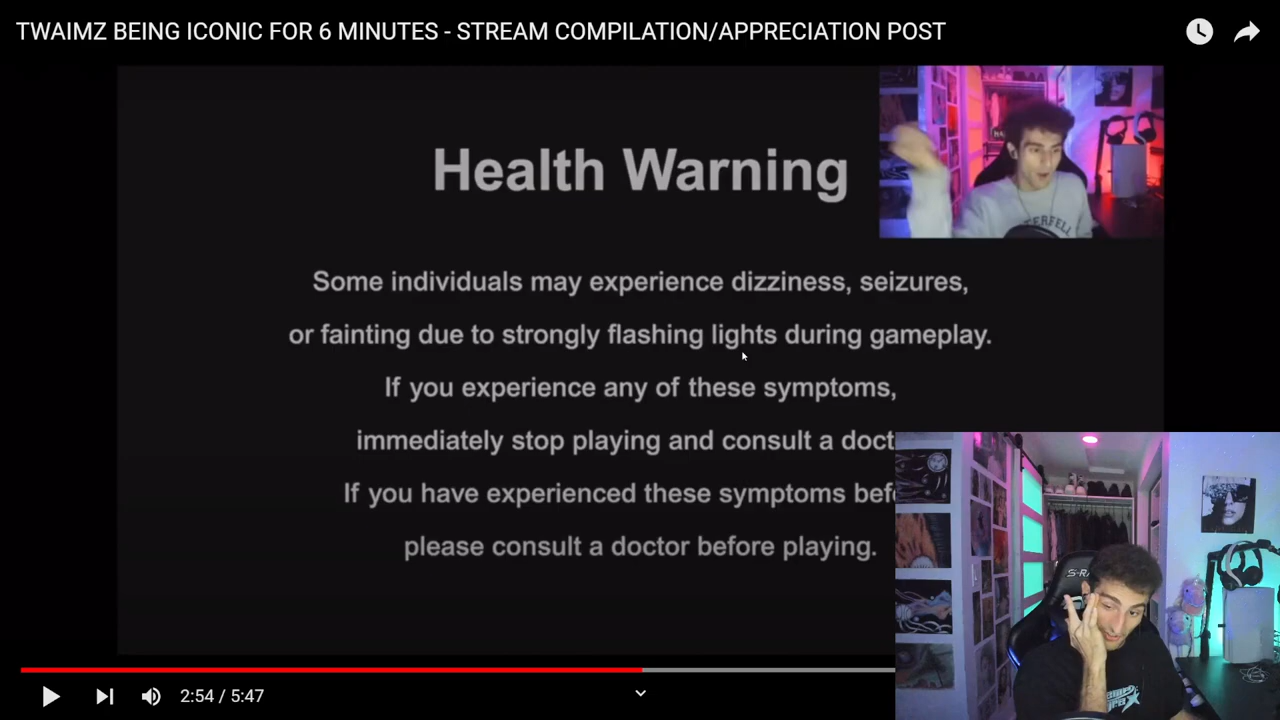 TWAIMZ BEING ICONIC FOR 6 MINUTES - STREAM COMPILATION/APPRECIATION POST
Health Warning
Some individuals may experience dizziness, seizures,
or fainting due to strongly flashing lights during gameplay.
If you experience any of these symptoms,
immediately stop playing and consult a doct
If you have experienced these symptoms befo
please consult a doctor before playing.
2:54 / 5:47